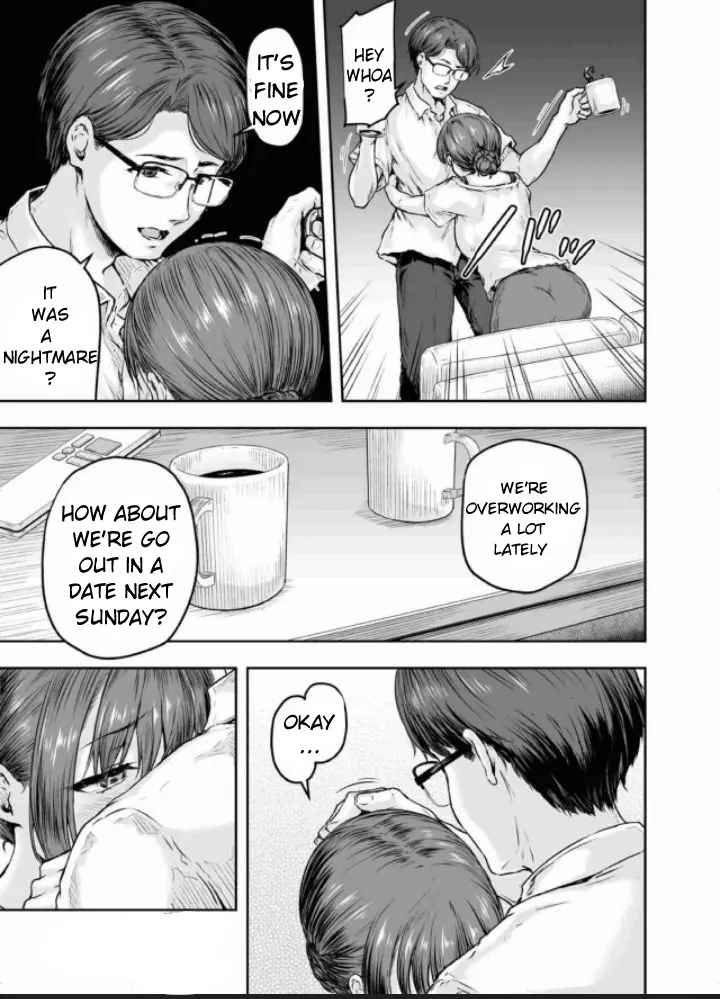 HEY
WHOA
?
IT'S
FINE
NOW
IT
WAS
A
NIGHTMARE
?
WE'RE
OVERWORKING
A LOT
LATELY
HOW ABOUT
WE'RE GO
OUT IN A
DATE NEXT
SUNDAY?
OKAY
...